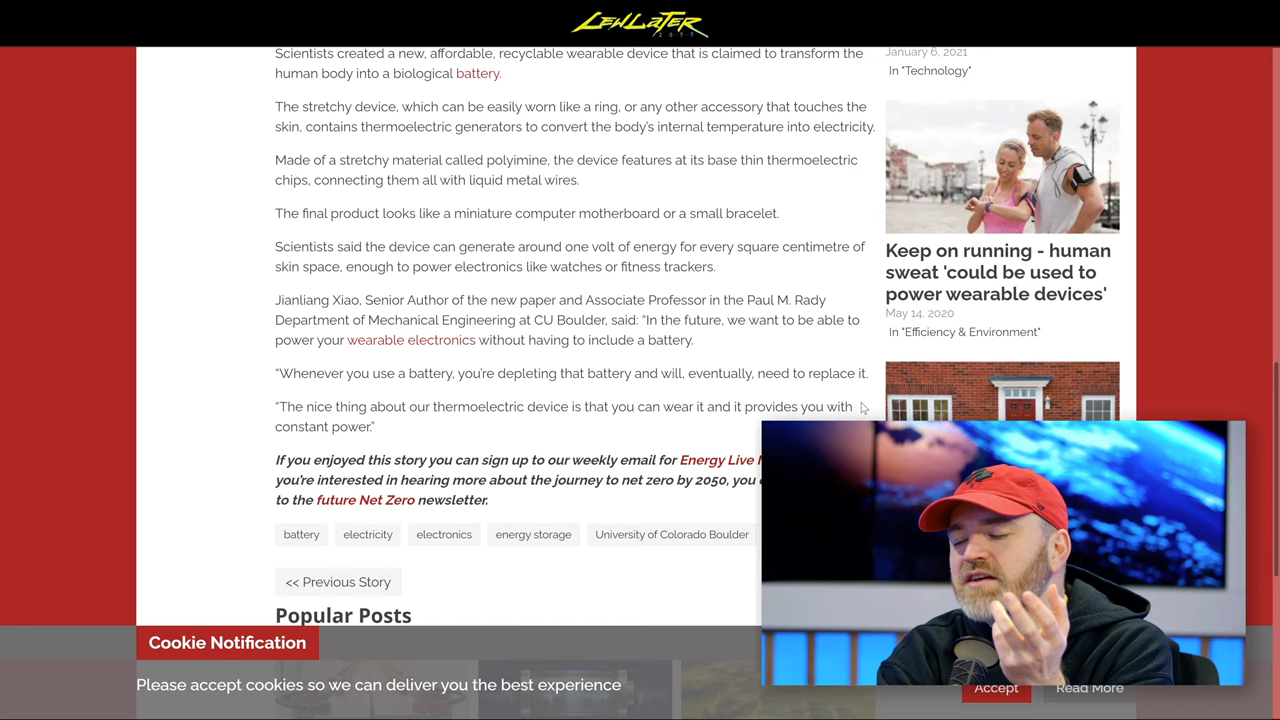 LEWLATER
2077
Scientists created a new, affordable, recyclable wearable device that is claimed to transform the
human body into a biological battery.
The stretchy device, which can be easily worn like a ring, or any other accessory that touches the
skin, contains thermoelectric generators to convert the body's internal temperature into electricity.
Made of a stretchy material called polyimine, the device features at its base thin thermoelectric
chips, connecting them all with liquid metal wires.
The final product looks like a miniature computer motherboard or a small bracelet.
Scientists said the device can generate around one volt of energy for every square centimetre of
skin space, enough to power electronics like watches or fitness trackers.
Jianliang Xiao, Senior Author of the new paper and Associate Professor in the Paul M. Rady
Department of Mechanical Engineering at CU Boulder, said: “In the future, we want to be able to
power your wearable electronics without having to include a battery.
“Whenever you use a battery, you’re depleting that battery and will, eventually, need to replace it.
“The nice thing about our thermoelectric device is that you can wear it and it provides you with
constant power.”
If you enjoyed this story you can sign up to our weekly email for Energy Live
you’re interested in hearing more about the journey to net zero by 2050, you
to the future Net Zero newsletter.
battery electricity electronics energy storage University of Colorado Boulder
<< Previous Story
Popular Posts
January 6, 2021
In "Technology"
Keep on running - human
sweat 'could be used to
power wearable devices'
May 14, 2020
In "Efficiency & Environment"
Cookie Notification
Please accept cookies so we can deliver you the best experience
Accept Read More